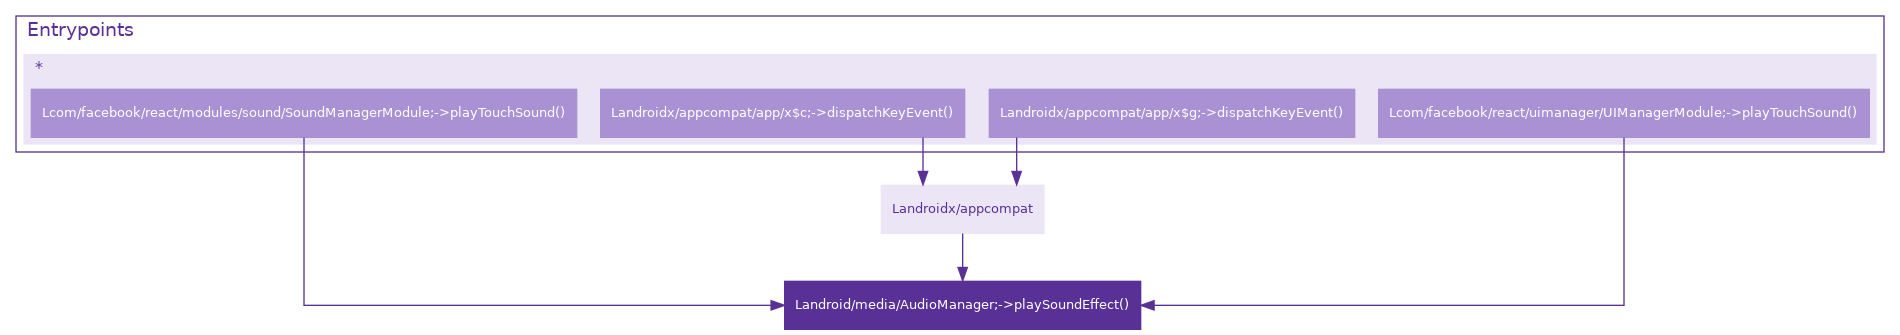 Entrypoints
*
Lcom/facebook/react/modules/sound/SoundManagerModule;->playTouchSound()
Landroidx/appcompat/app/x$c;->dispatchKeyEvent()
Landroidx/appcompat/app/x$g;->dispatchKeyEvent()
Lcom/facebook/react/uimanager/UIManagerModule;->playTouchSound()
Landroidx/appcompat
Landroid/media/AudioManager;->playSoundEffect()